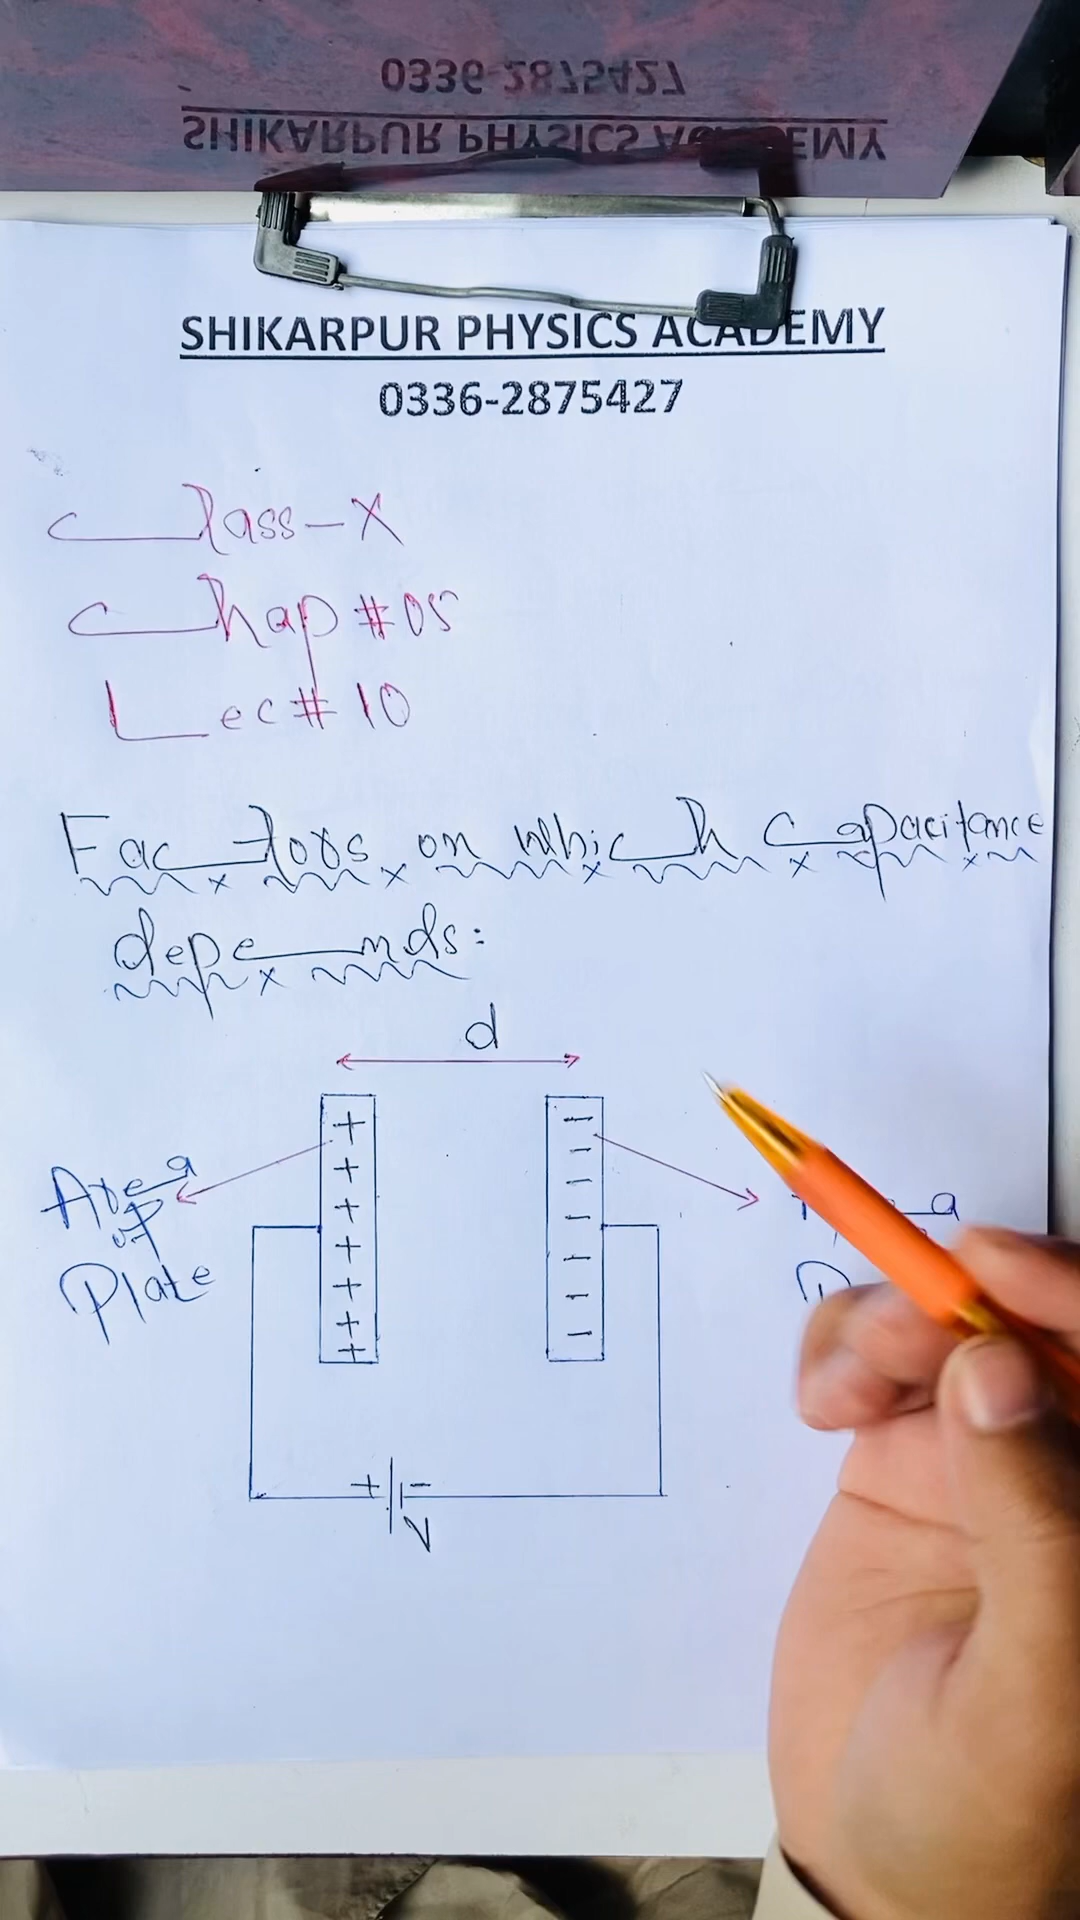 0336-2875427
SHIKARPUR PHYSICS ACADEMY
SHIKARPUR PHYSICS ACADEMY
0336-2875427
Class-X
Chap #05
Lec# 10
Factors on which Capacitance
depends:
d
+ −
+ −
+ −
+ −
+ −
+ −
+ −
Area
of
Plate
a
+ −
V